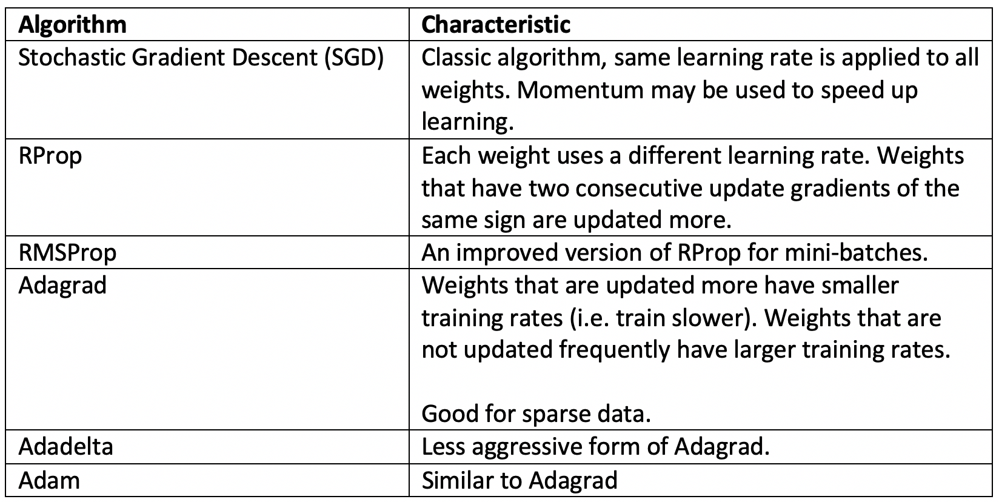 Algorithm
Characteristic
Stochastic Gradient Descent (SGD)
Classic algorithm, same learning rate is applied to all
weights. Momentum may be used to speed up
learning.
RProp
Each weight uses a different learning rate. Weights
that have two consecutive update gradients of the
same sign are updated more.
RMSProp
An improved version of RProp for mini-batches.
Adagrad
Weights that are updated more have smaller
training rates (i.e. train slower). Weights that are
not updated frequently have larger training rates.
Good for sparse data.
Adadelta
Less aggressive form of Adagrad.
Adam
Similar to Adagrad